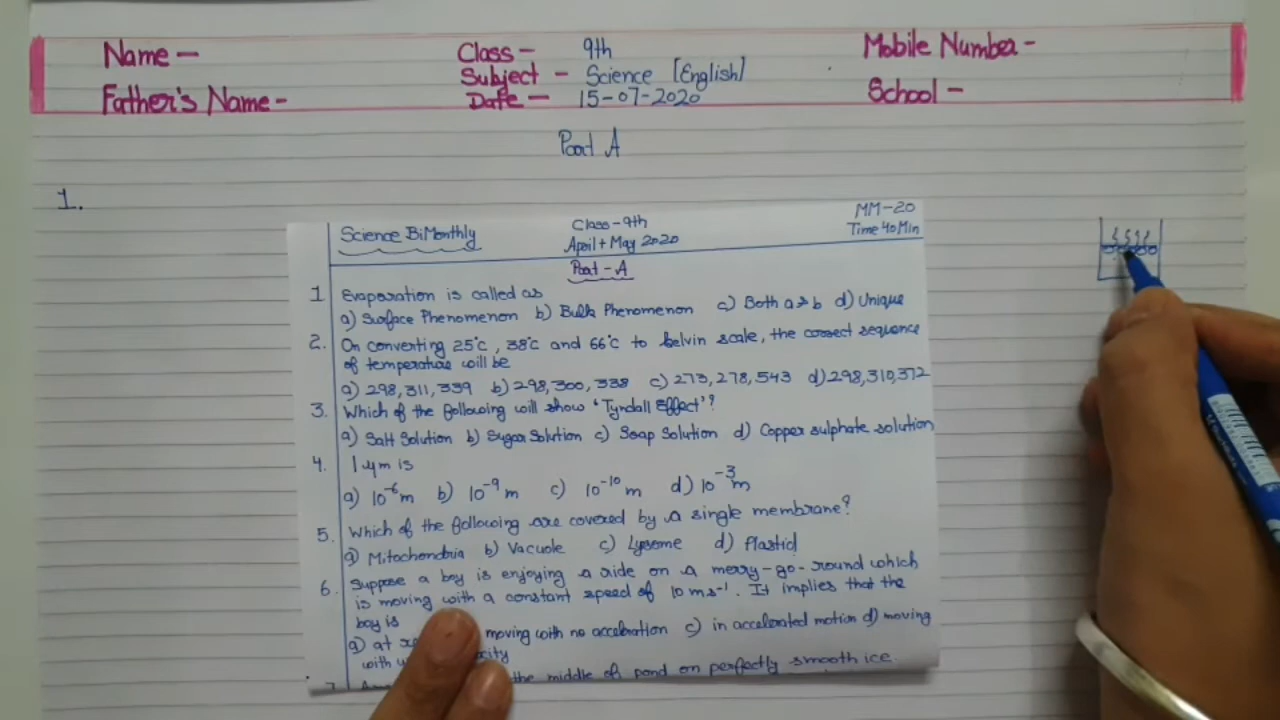 Name – Class – 9th Mobile Number –
Subject – Science [English]
Father's Name – Date – 15-07-2020 School –
Part A
1.
Science BiMonthly Class-9th MM-20
April + May 2020 Time 40 Min
Part - A
1 Evaporation is called as
a) Surface Phenomenon b) Bulk Phenomenon c) Both a & b d) Unique
2. On converting 25°C, 38°C and 66°C to kelvin scale, the correct sequence
of temperature will be
a) 298, 311, 339 b) 298, 300, 338 c) 273, 278, 543 d) 298, 310, 372
3. Which of the following will show 'Tyndall Effect'?
a) Salt Solution b) Sugar Solution c) Soap Solution d) Copper sulphate solution
4. 1 µm is
a) 10⁻⁶ m b) 10⁻⁹ m c) 10⁻¹⁰ m d) 10⁻³ m
5. Which of the following are covered by a single membrane?
a) Mitochondria b) Vacuole c) Lysome d) Plastid
6. Suppose a boy is enjoying a ride on a merry-go-round which
is moving with a constant speed of 10 ms⁻¹. It implies that the
boy is
a) at moving with no accelration c) in accelerated motion d) moving
with
the middle of pond on perfectly smooth ice.